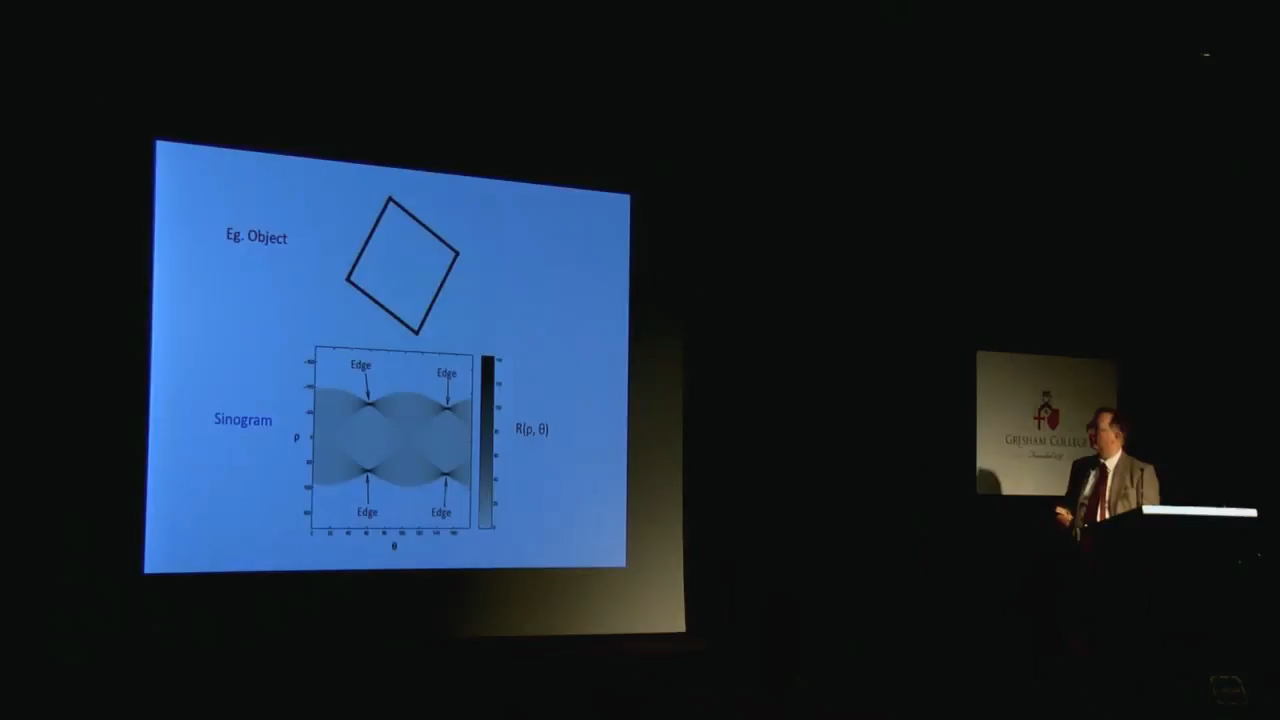 Eg. Object
Edge
Edge
Sinogram
ρ
R(ρ, θ)
Edge
Edge
θ
GRESHAM COLLEGE